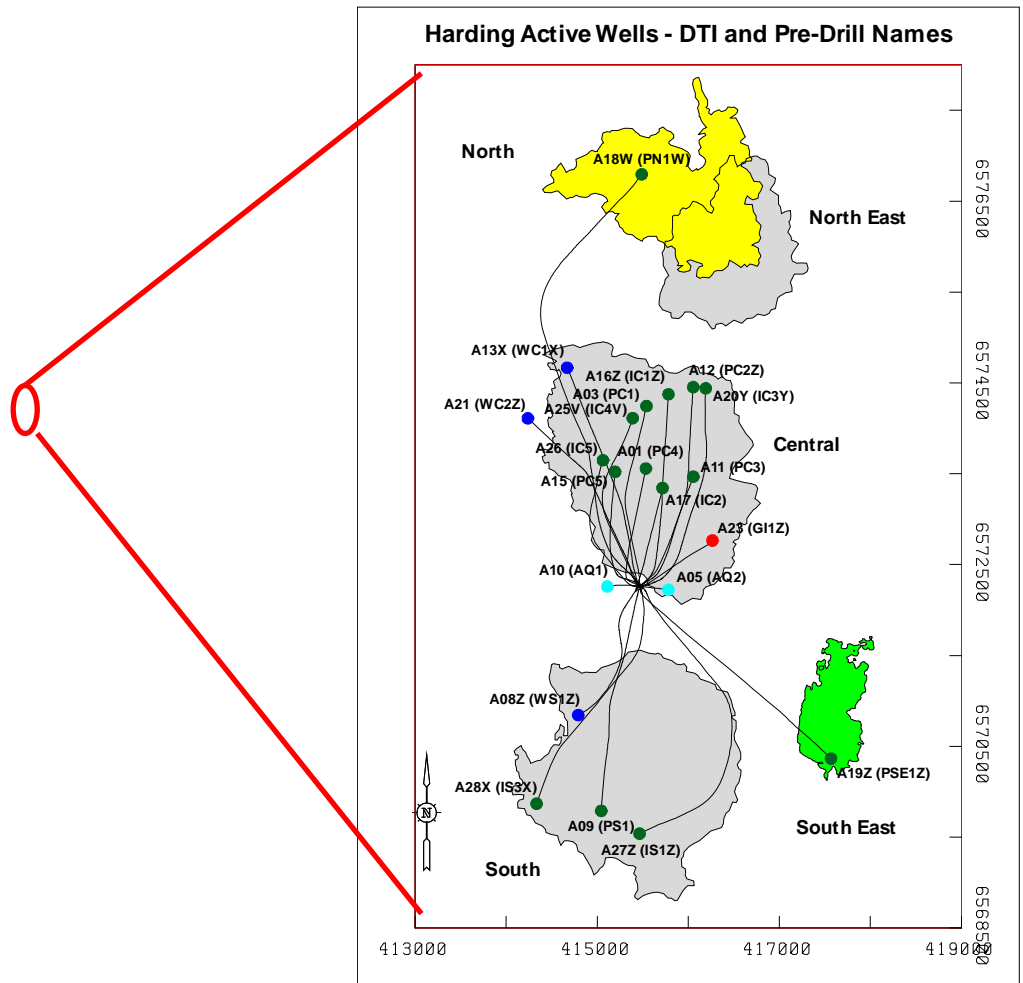 Harding Active Wells - DTI and Pre-Drill Names
North
A18W (PN1W)
North East
6576500
A13X (WC1X)
A16Z (IC1Z)
A12 (PC2Z)
A03 (PC1)
A20Y (IC3Y)
6574500
A21 (WC2Z)
A25V (IC4V)
Central
A26 (IC5)
A01 (PC4)
A11 (PC3)
A15 (PC5)
A17 (IC2)
A23 (GI1Z)
A10 (AQ1)
A05 (AQ2)
6572500
A08Z (WS1Z)
6570500
A19Z (PSE1Z)
A28X (IS3X)
A09 (PS1)
South East
A27Z (IS1Z)
South
N
6568500
413000
415000
417000
419000